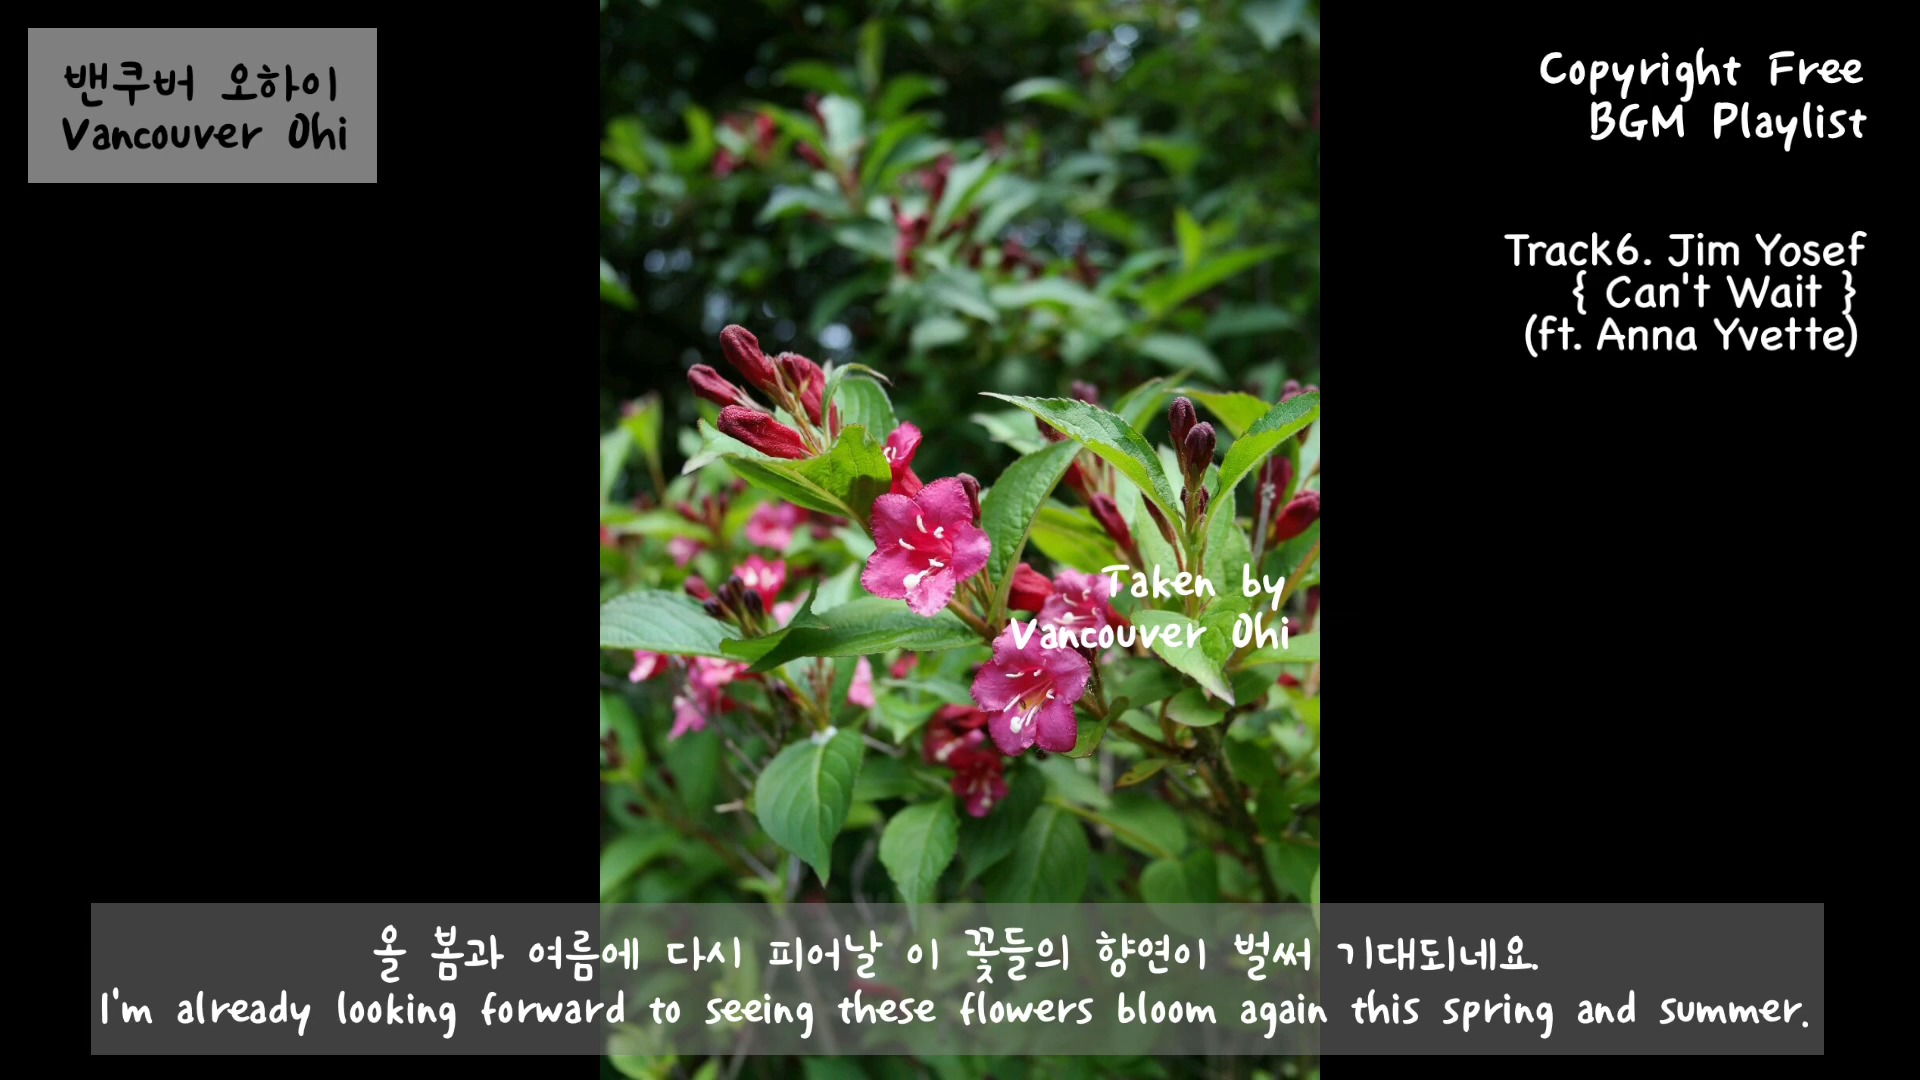 밴쿠버 오하이
Vancouver Ohi
Copyright Free
BGM Playlist
Track6. Jim Yosef
{ Can't Wait }
(ft. Anna Yvette)
Taken by
Vancouver Ohi
올 봄과 여름에 다시 피어날 이 꽃들의 향연이 벌써 기대되네요.
I'm already looking forward to seeing these flowers bloom again this spring and summer.